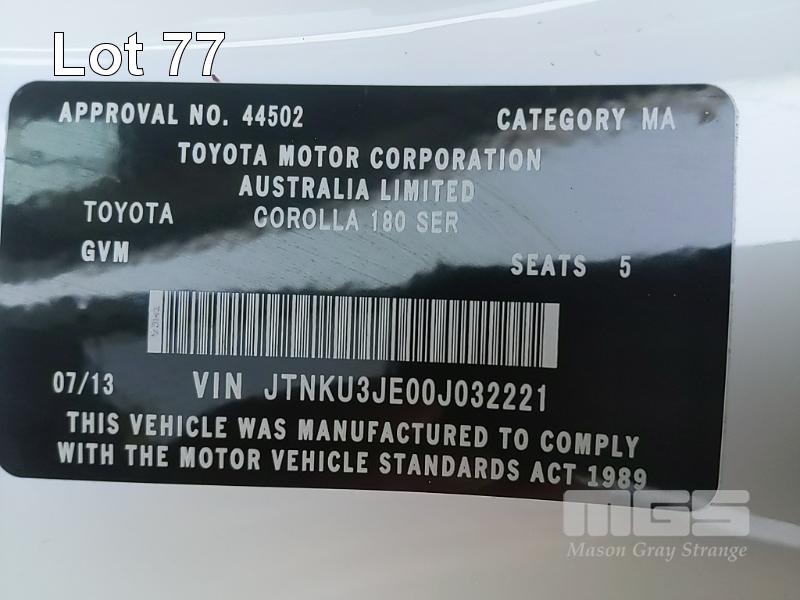 Lot 77
APPROVAL NO. 44502 CATEGORY MA
TOYOTA MOTOR CORPORATION
AUSTRALIA LIMITED
TOYOTA COROLLA 180 SER
GVM SEATS 5
07/13 VIN JTNKU3JE00J032221
THIS VEHICLE WAS MANUFACTURED TO COMPLY
WITH THE MOTOR VEHICLE STANDARDS ACT 1989
MGS
Mason Gray Strange